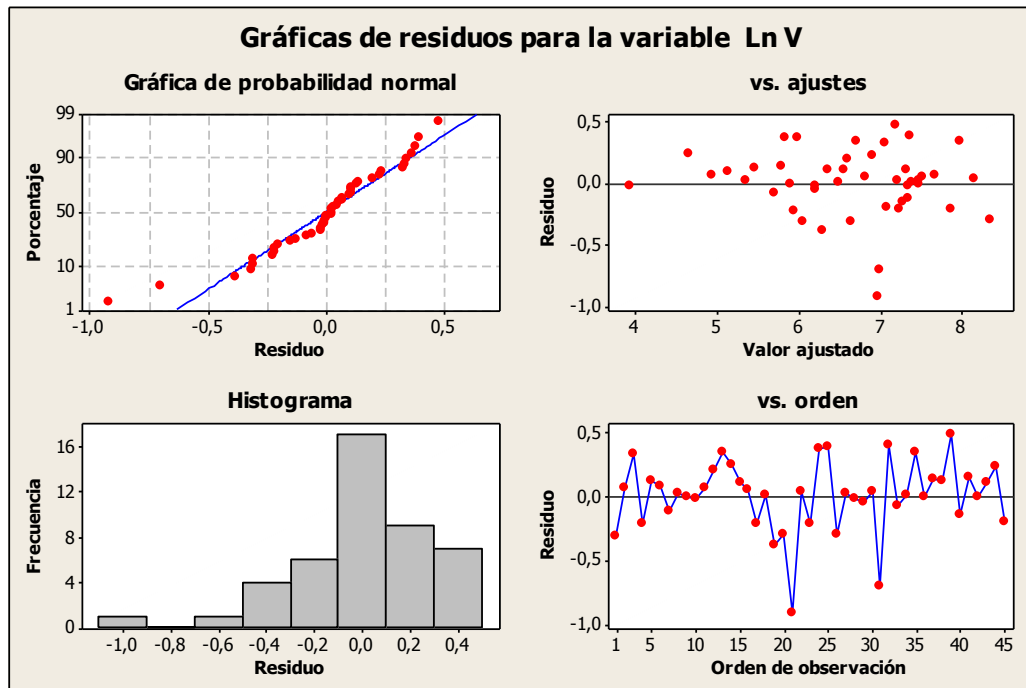 Gráficas de residuos para la variable Ln V
Gráfica de probabilidad normal
Porcentaje
99
90
50
10
1
-1,0 -0,5 0,0 0,5
Residuo
vs. ajustes
Residuo
0,5
0,0
-0,5
-1,0
4 5 6 7 8
Valor ajustado
Histograma
Frecuencia
16
12
8
4
0
-1,0 -0,8 -0,6 -0,4 -0,2 0,0 0,2 0,4
Residuo
vs. orden
Residuo
0,5
0,0
-0,5
-1,0
1 5 10 15 20 25 30 35 40 45
Orden de observación